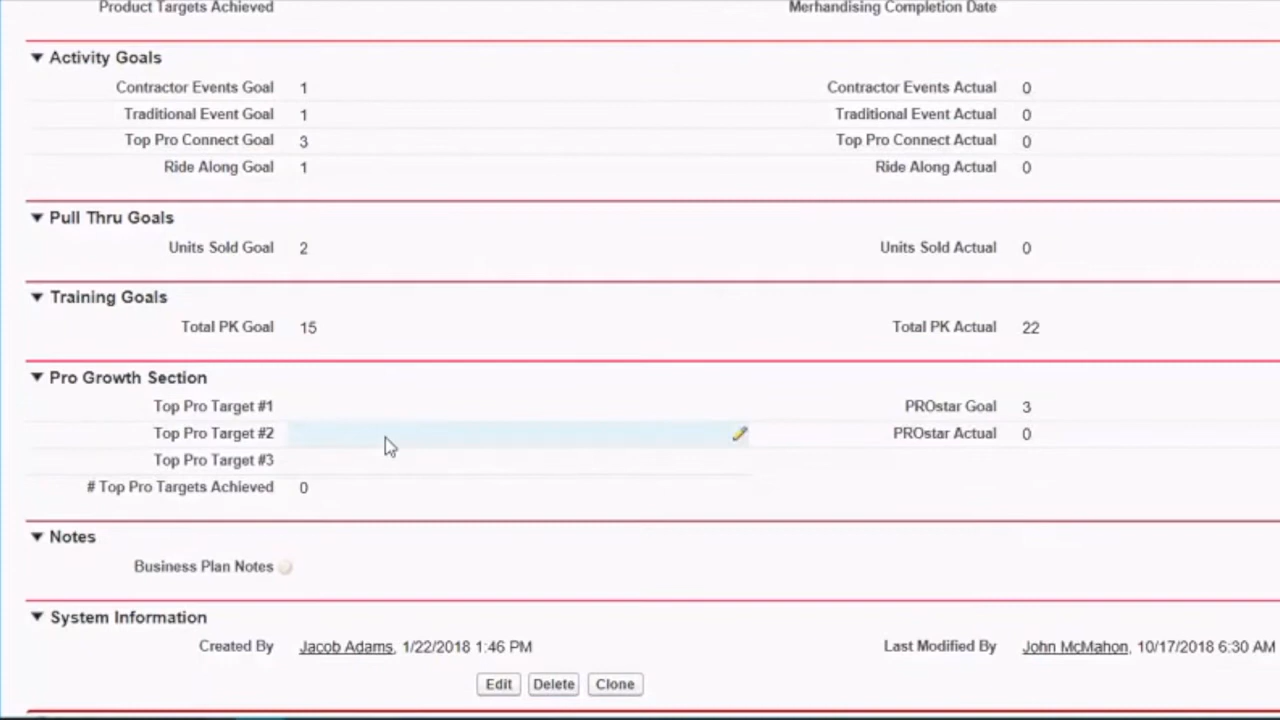 Product Targets Achieved Merhandising Completion Date
Activity Goals
Contractor Events Goal 1 Contractor Events Actual 0
Traditional Event Goal 1 Traditional Event Actual 0
Top Pro Connect Goal 3 Top Pro Connect Actual 0
Ride Along Goal 1 Ride Along Actual 0
Pull Thru Goals
Units Sold Goal 2 Units Sold Actual 0
Training Goals
Total PK Goal 15 Total PK Actual 22
Pro Growth Section
Top Pro Target #1 PROstar Goal 3
Top Pro Target #2 PROstar Actual 0
Top Pro Target #3
# Top Pro Targets Achieved 0
Notes
Business Plan Notes
System Information
Created By Jacob Adams, 1/22/2018 1:46 PM Last Modified By John McMahon, 10/17/2018 6:30 AM
Edit Delete Clone